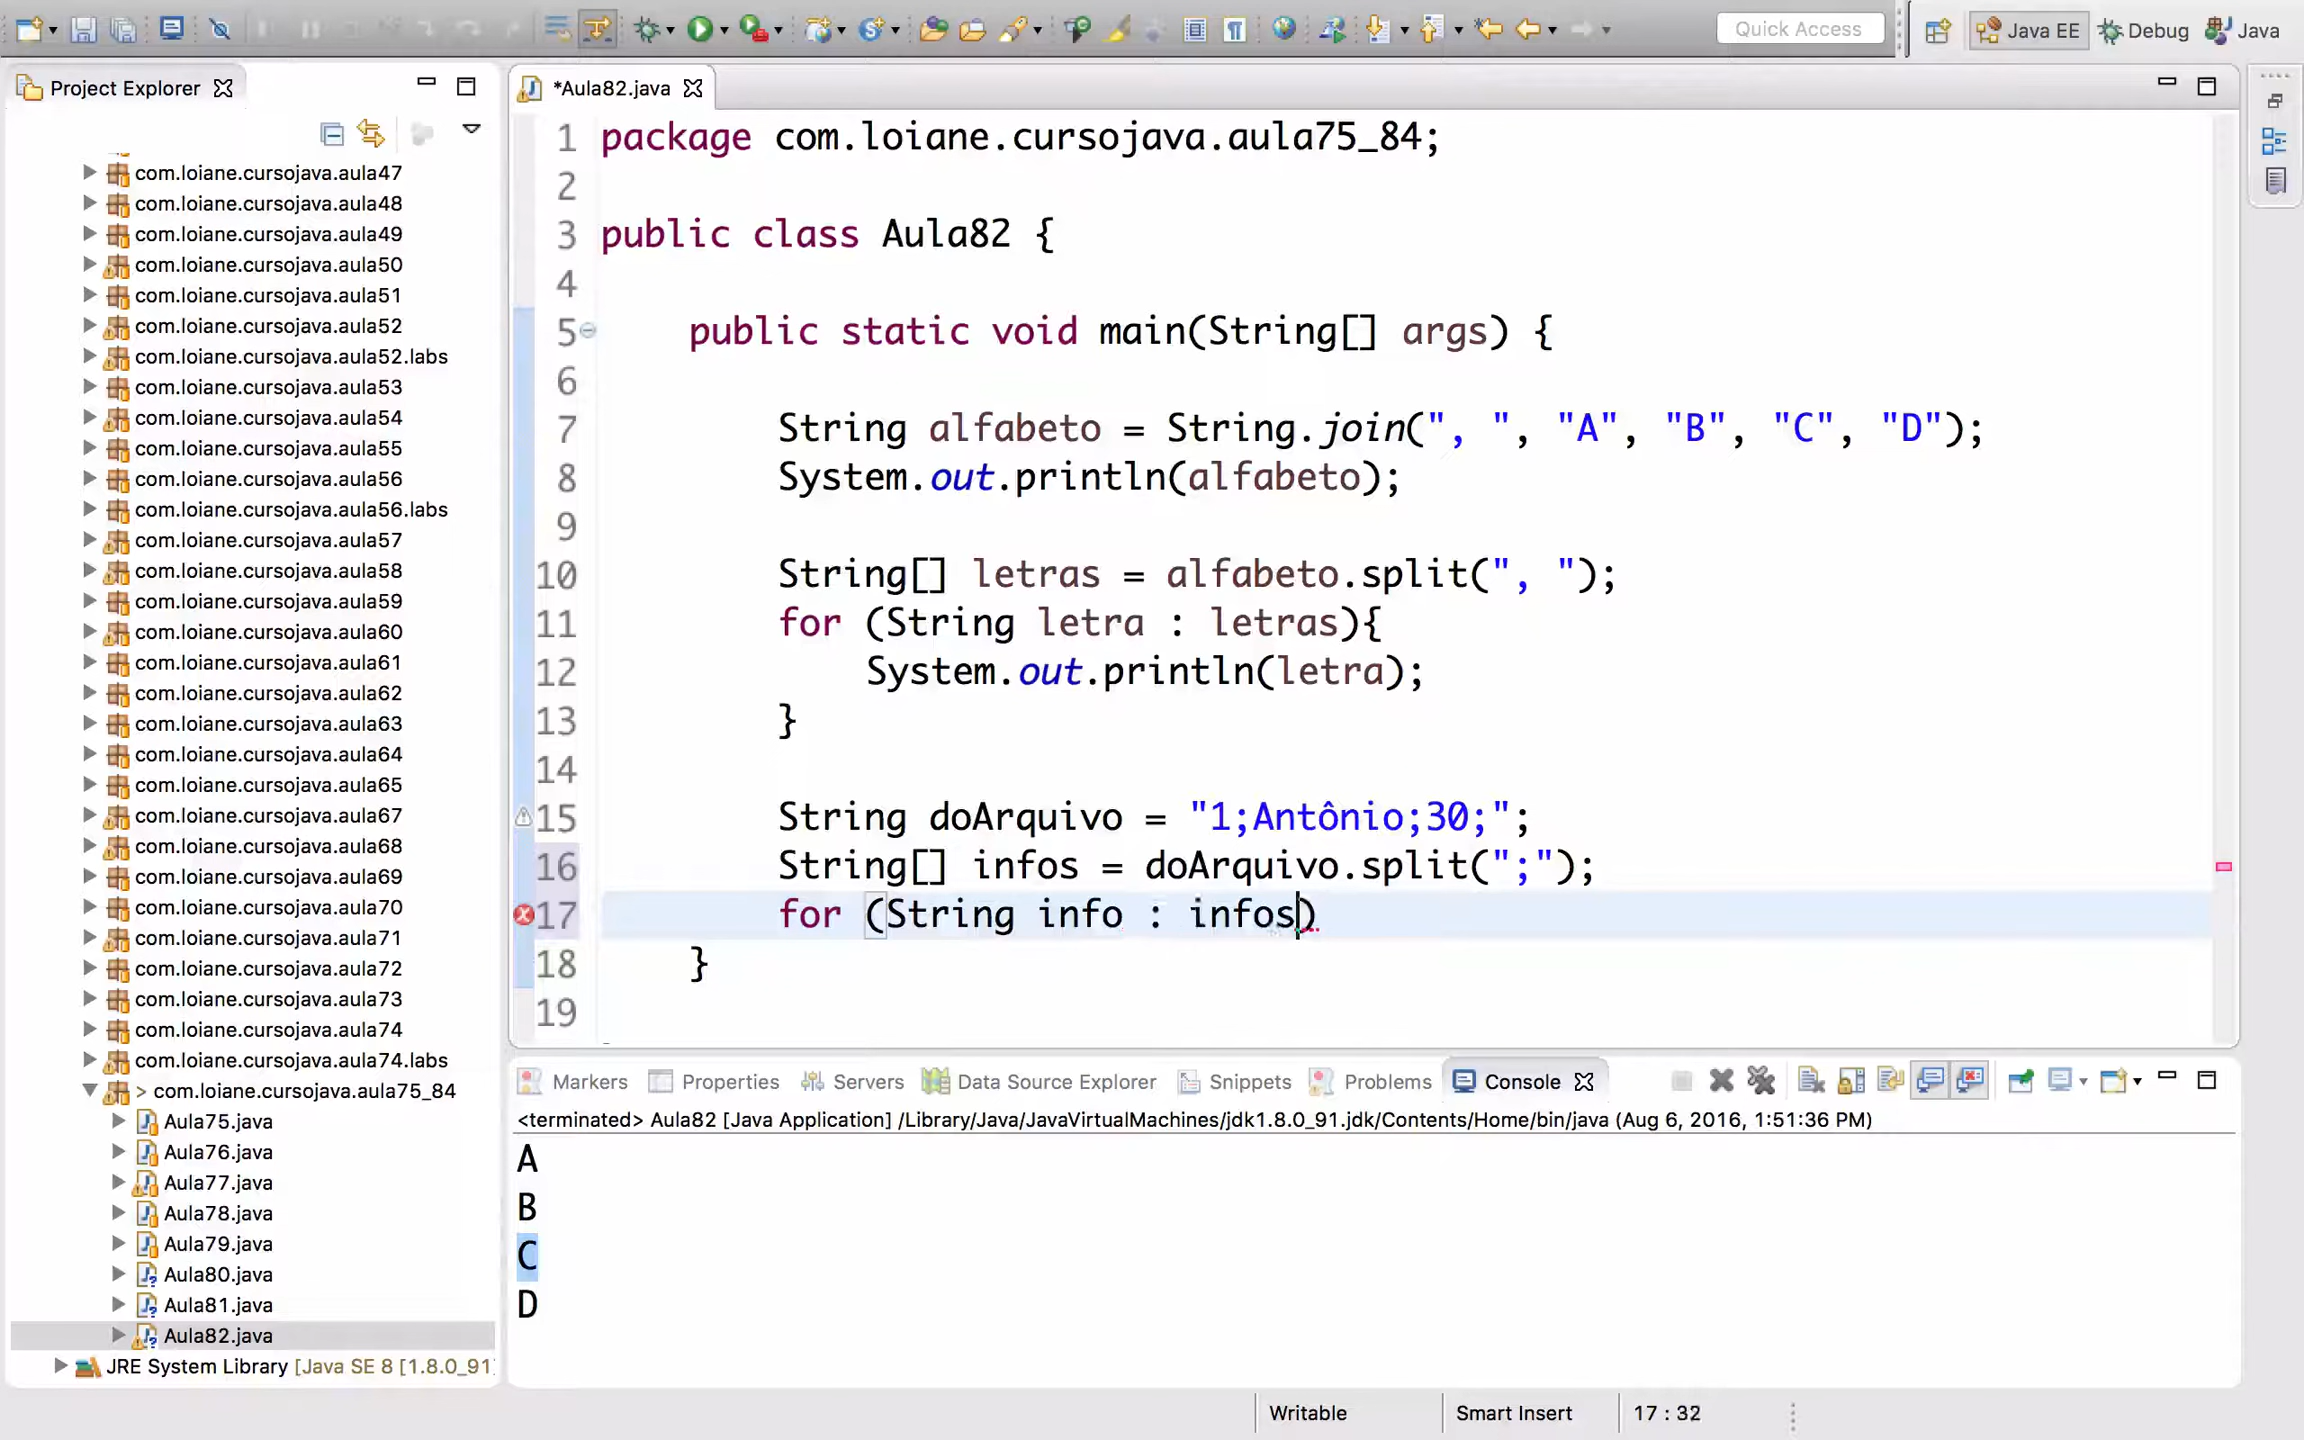 Quick Access
Java EE
Debug
Java
Project Explorer
com.loiane.cursojava.aula47
com.loiane.cursojava.aula48
com.loiane.cursojava.aula49
com.loiane.cursojava.aula50
com.loiane.cursojava.aula51
com.loiane.cursojava.aula52
com.loiane.cursojava.aula52.labs
com.loiane.cursojava.aula53
com.loiane.cursojava.aula54
com.loiane.cursojava.aula55
com.loiane.cursojava.aula56
com.loiane.cursojava.aula56.labs
com.loiane.cursojava.aula57
com.loiane.cursojava.aula58
com.loiane.cursojava.aula59
com.loiane.cursojava.aula60
com.loiane.cursojava.aula61
com.loiane.cursojava.aula62
com.loiane.cursojava.aula63
com.loiane.cursojava.aula64
com.loiane.cursojava.aula65
com.loiane.cursojava.aula67
com.loiane.cursojava.aula68
com.loiane.cursojava.aula69
com.loiane.cursojava.aula70
com.loiane.cursojava.aula71
com.loiane.cursojava.aula72
com.loiane.cursojava.aula73
com.loiane.cursojava.aula74
com.loiane.cursojava.aula74.labs
> com.loiane.cursojava.aula75_84
Aula75.java
Aula76.java
Aula77.java
Aula78.java
Aula79.java
Aula80.java
Aula81.java
Aula82.java
JRE System Library [Java SE 8 [1.8.0_91]
*Aula82.java
1 package com.loiane.cursojava.aula75_84;
2
3 public class Aula82 {
4
5 public static void main(String[] args) {
6
7 String alfabeto = String.join(", ", "A", "B", "C", "D");
8 System.out.println(alfabeto);
9
10 String[] letras = alfabeto.split(", ");
11 for (String letra : letras){
12 System.out.println(letra);
13 }
14
15 String doArquivo = "1;Antônio;30;";
16 String[] infos = doArquivo.split(";");
17 for (String info : infos)
18 }
19
Markers
Properties
Servers
Data Source Explorer
Snippets
Problems
Console
<terminated> Aula82 [Java Application] /Library/Java/JavaVirtualMachines/jdk1.8.0_91.jdk/Contents/Home/bin/java (Aug 6, 2016, 1:51:36 PM)
A
B
C
D
Writable
Smart Insert
17 : 32